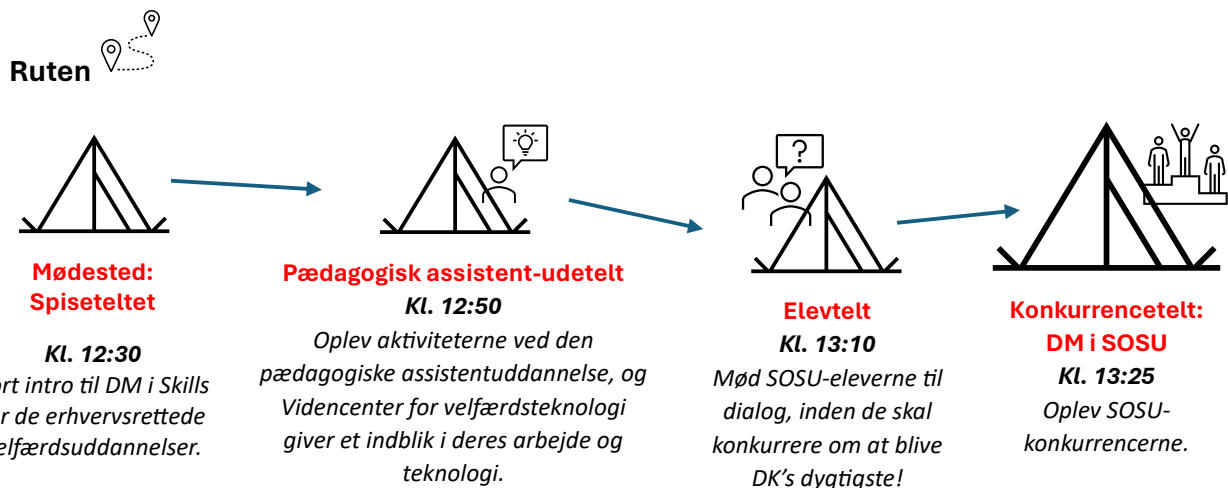 Ruten
?
Mødested:
Spiseteltet
Kl. 12:30
intro til DM i Skills
de erhvervsrettede
Pædagogisk assistent-udetelt
Kl. 12:50
Oplev aktiviteterne ved den
pædagogiske assistentuddannelse, og
Videncenter for velfærdsteknologi
giver et indblik i deres arbejde og
teknologi.
Elevtelt
Kl. 13:10
Mød SOSU-eleverne til
dialog, inden de skal
konkurrere om at blive
DK's dygtigste!
Konkurrencetelt:
DM i SOSU
Kl. 13:25
Oplev SOSU-
konkurrencerne.